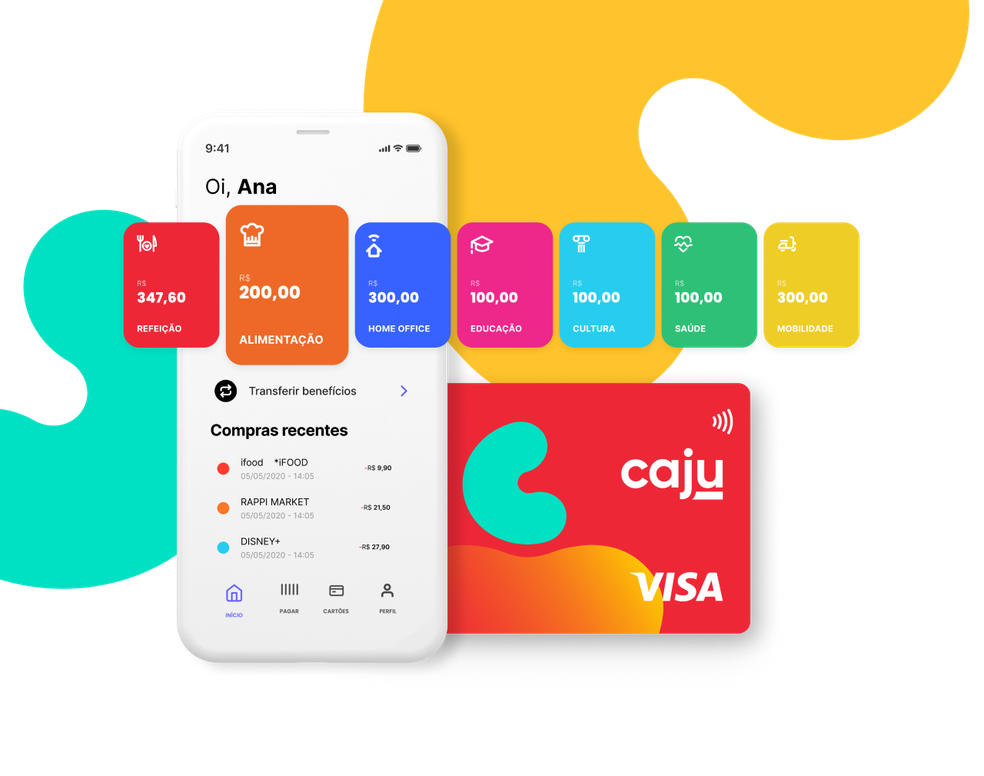 9:41
Oi, Ana
R$
347,60
REFEIÇÃO
R$
200,00
ALIMENTAÇÃO
R$
300,00
HOME OFFICE
R$
100,00
EDUCAÇÃO
R$
100,00
CULTURA
R$
100,00
SAÚDE
R$
300,00
MOBILIDADE
Transferir benefícios
Compras recentes
ifood *iFOOD -R$ 9,90
05/05/2020 - 14:05
RAPPI MARKET -R$ 21,50
05/05/2020 - 14:05
DISNEY+ -R$ 27,90
05/05/2020 - 14:05
INÍCIO PAGAR CARTÕES PERFIL
caju
VISA